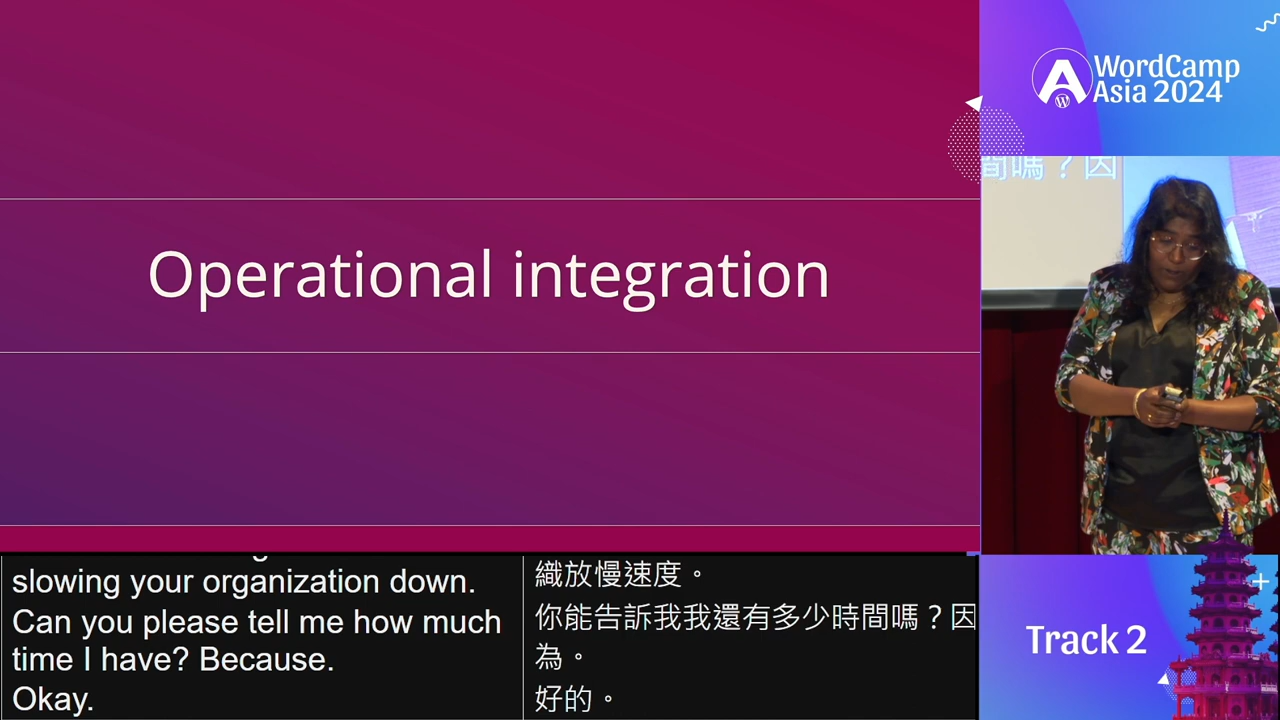 Operational integration
WordCamp
Asia 2024
間嗎？因
slowing your organization down.
Can you please tell me how much
time I have? Because.
Okay.
織放慢速度。
你能告訴我我還有多少時間嗎？因
為。
好的。
Track 2